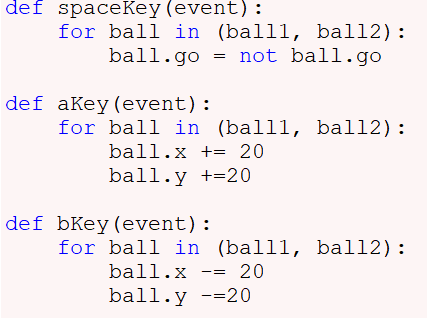 def spaceKey(event):
    for ball in (ball1, ball2):
        ball.go = not ball.go

def aKey(event):
    for ball in (ball1, ball2):
        ball.x += 20
        ball.y +=20

def bKey(event):
    for ball in (ball1, ball2):
        ball.x -= 20
        ball.y -=20